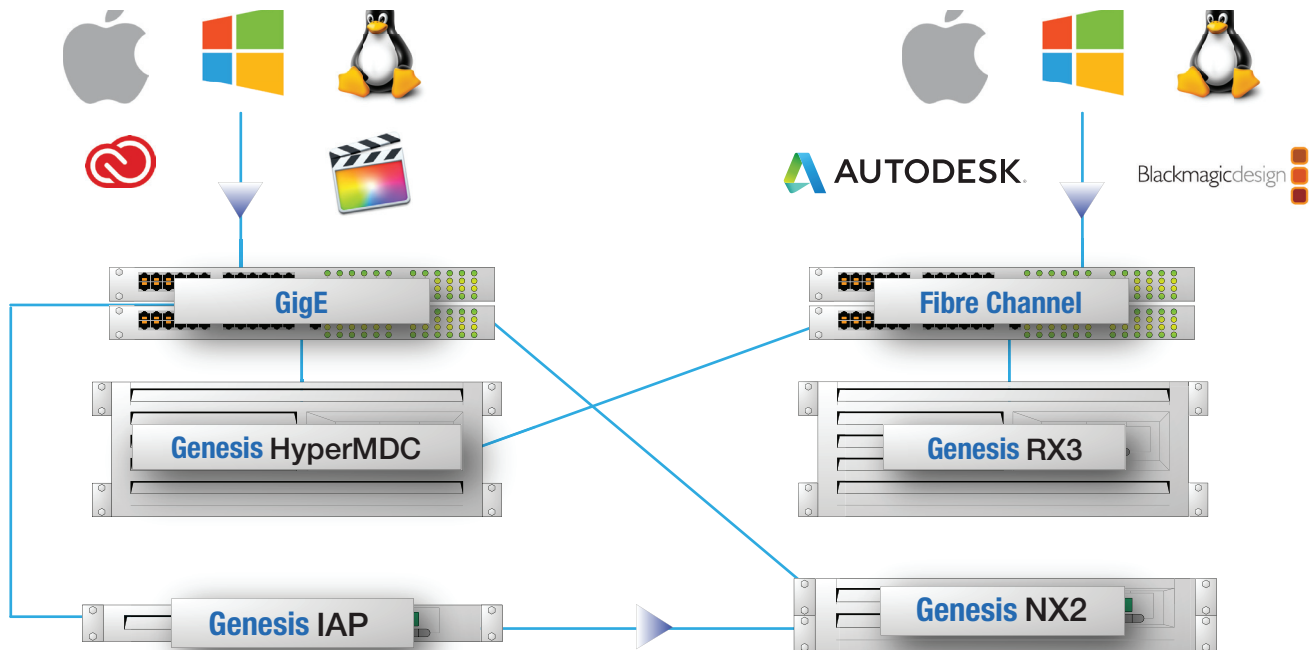 AUTODESK.
Blackmagicdesign
GigE
Fibre Channel
Genesis HyperMDC
Genesis RX3
Genesis IAP
Genesis NX2